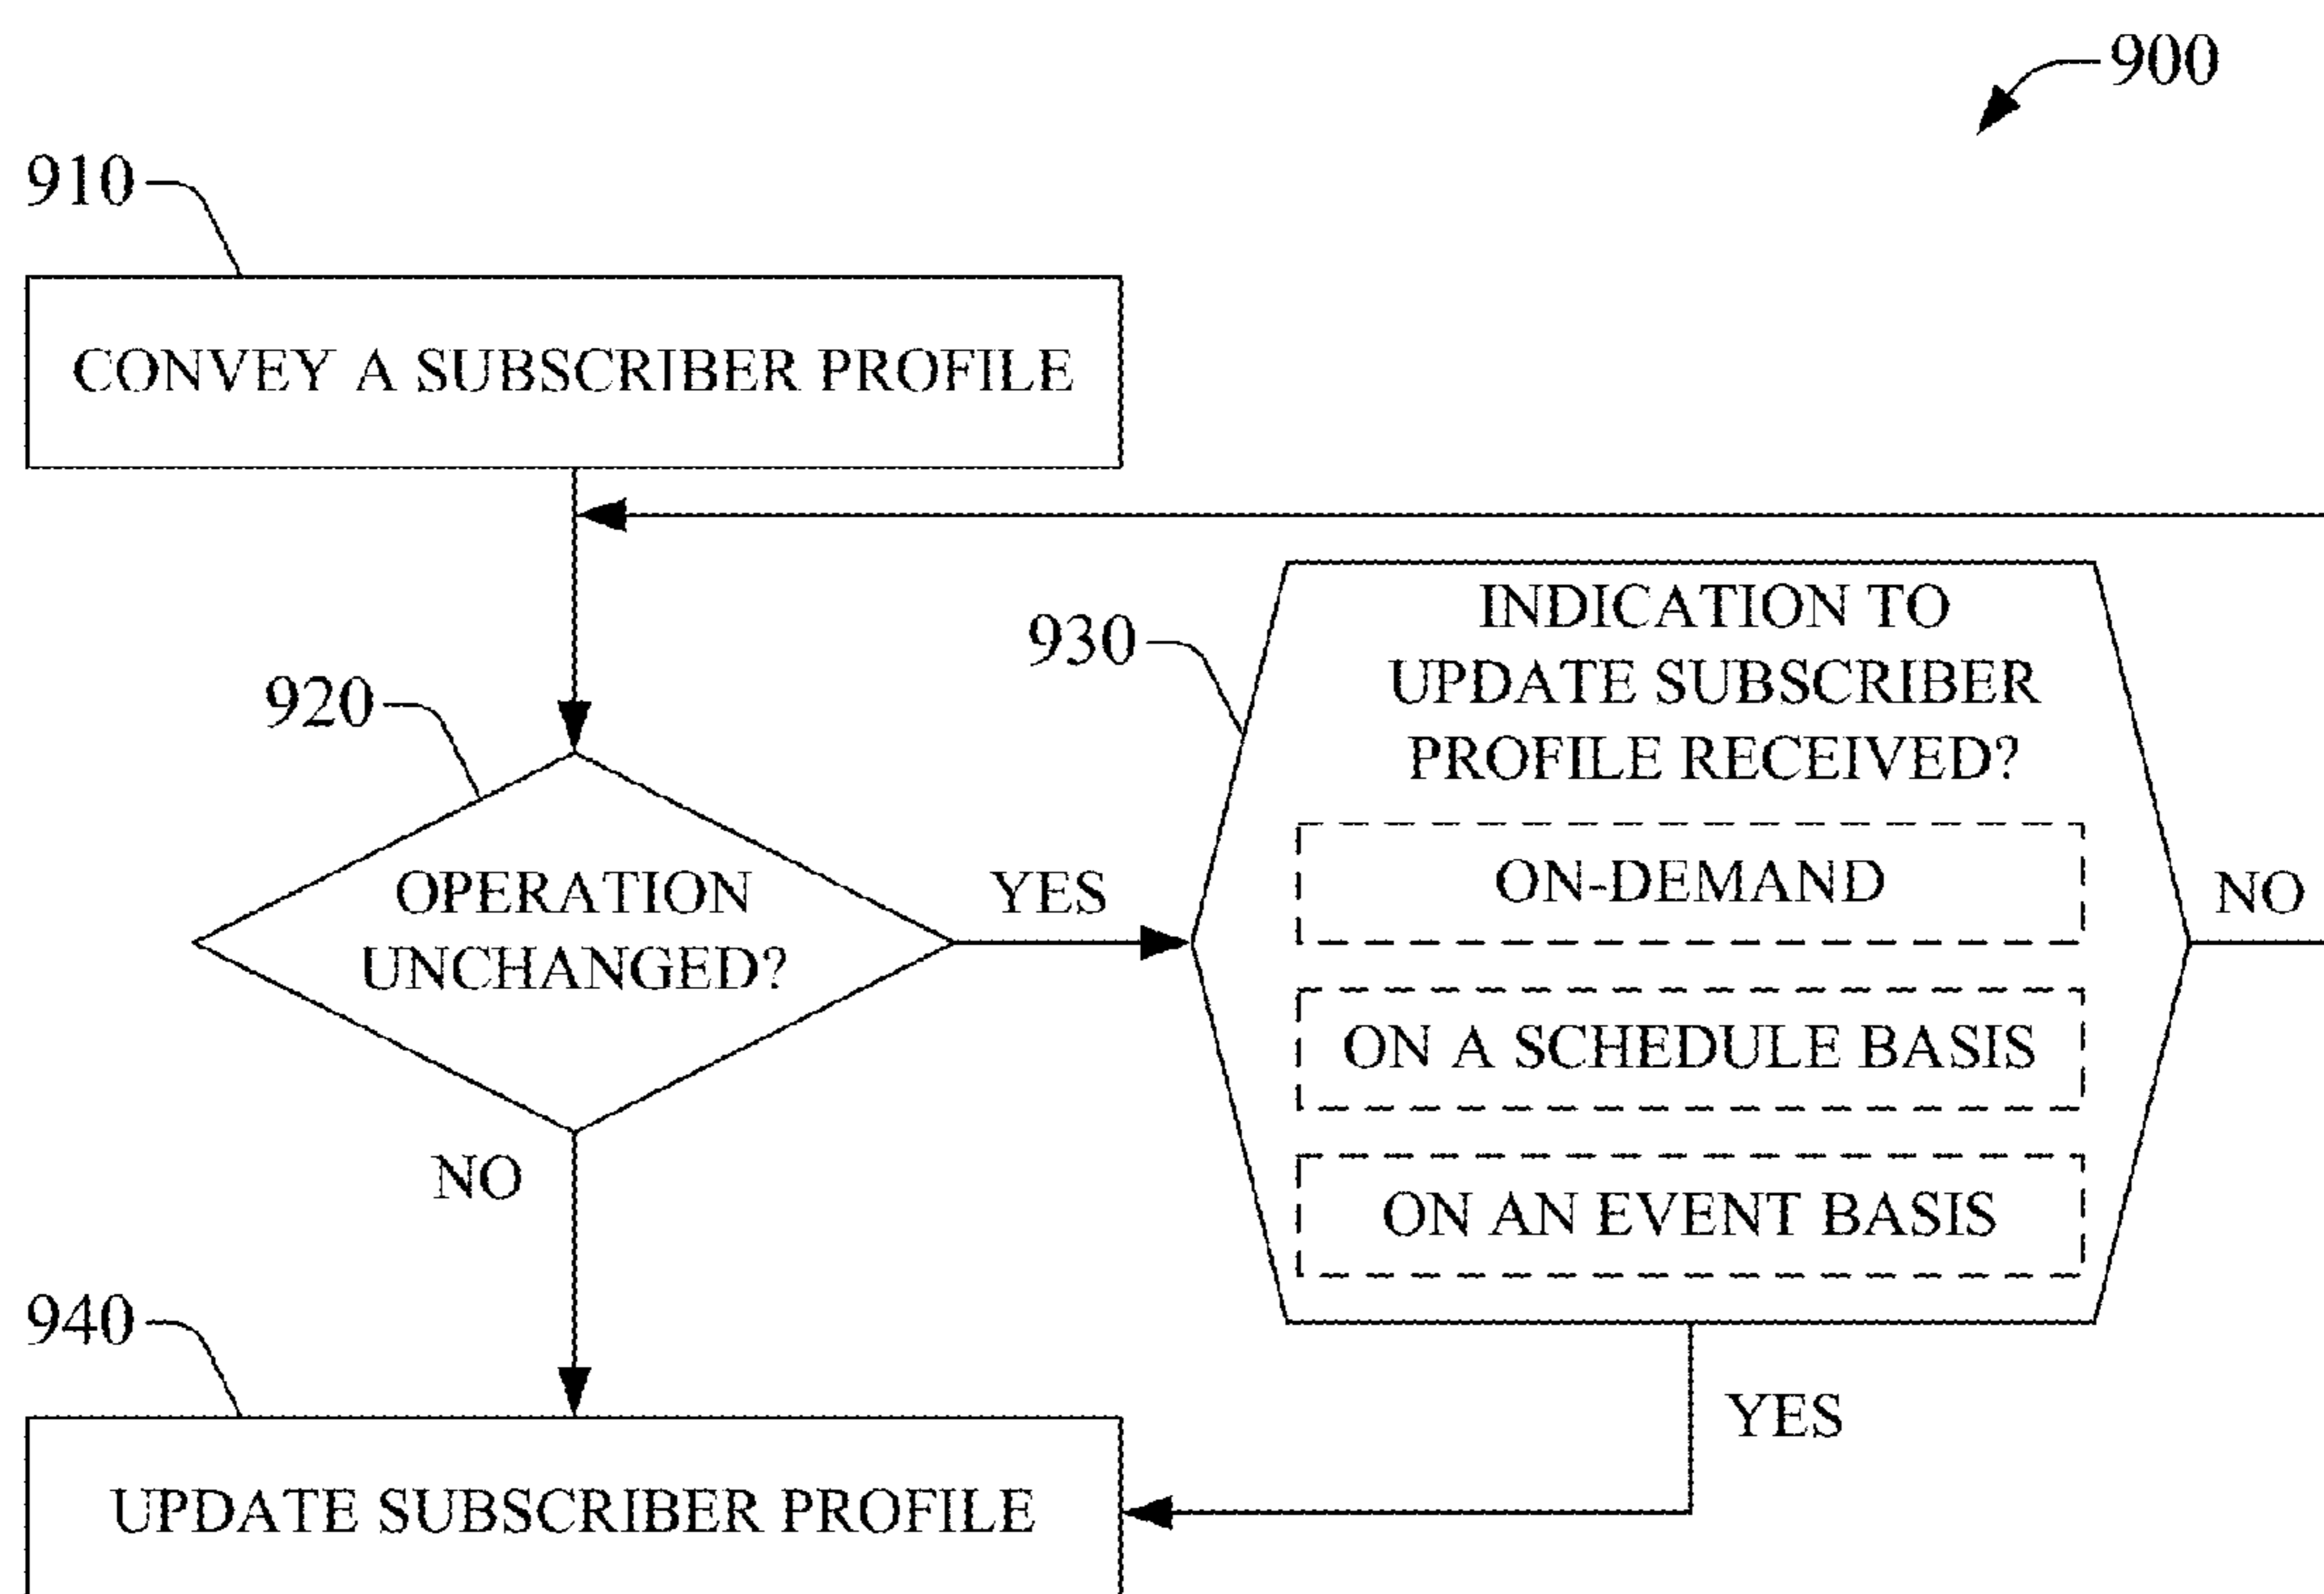 900
910
CONVEY A SUBSCRIBER PROFILE
930
INDICATION TO
UPDATE SUBSCRIBER
PROFILE RECEIVED?
920
OPERATION
UNCHANGED?
YES
ON-DEMAND
NO
ON A SCHEDULE BASIS
ON AN EVENT BASIS
NO
940
YES
UPDATE SUBSCRIBER PROFILE